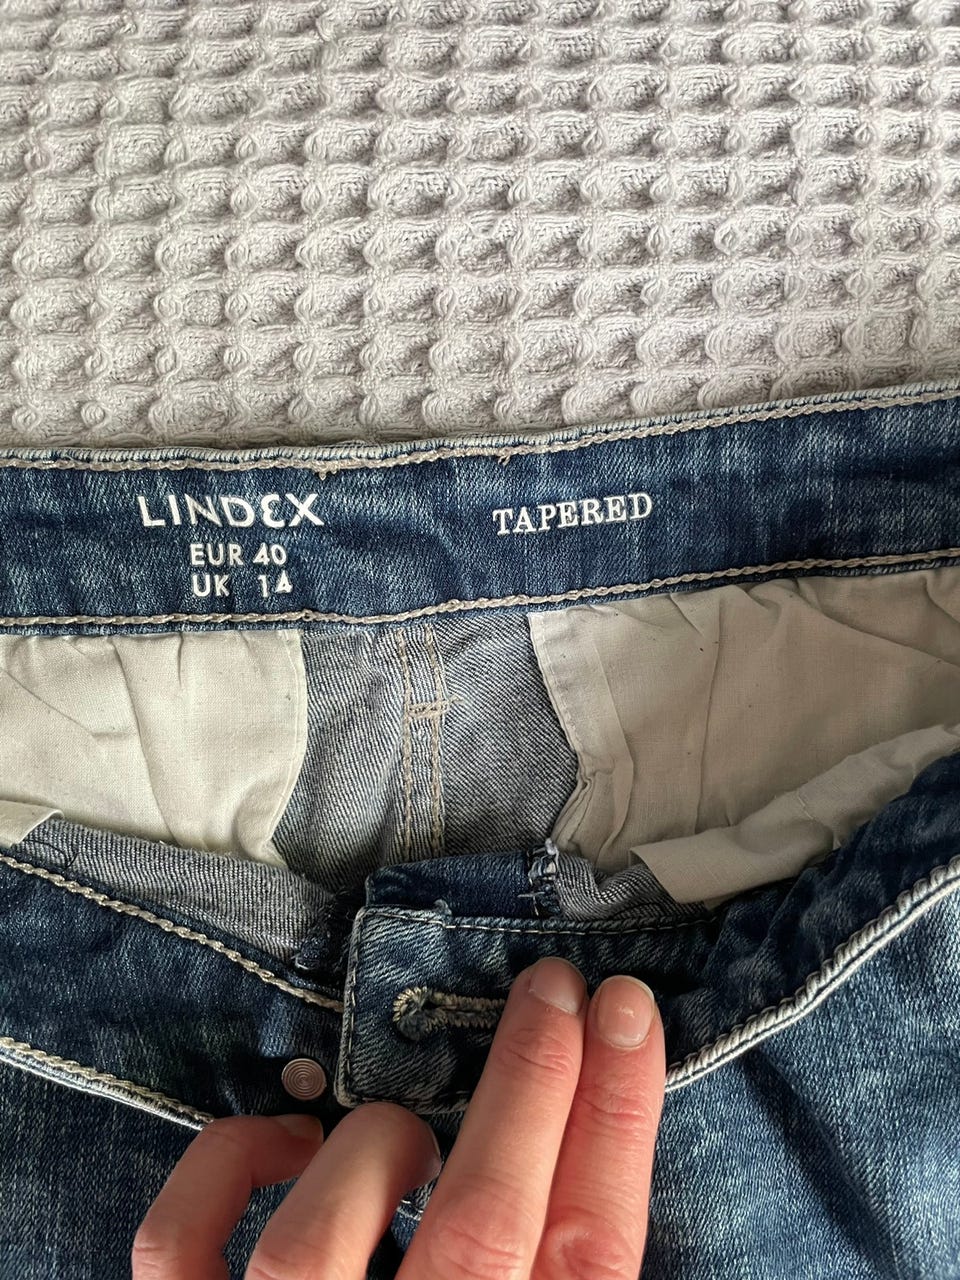 LINDEX
EUR 40
UK 14
TAPERED